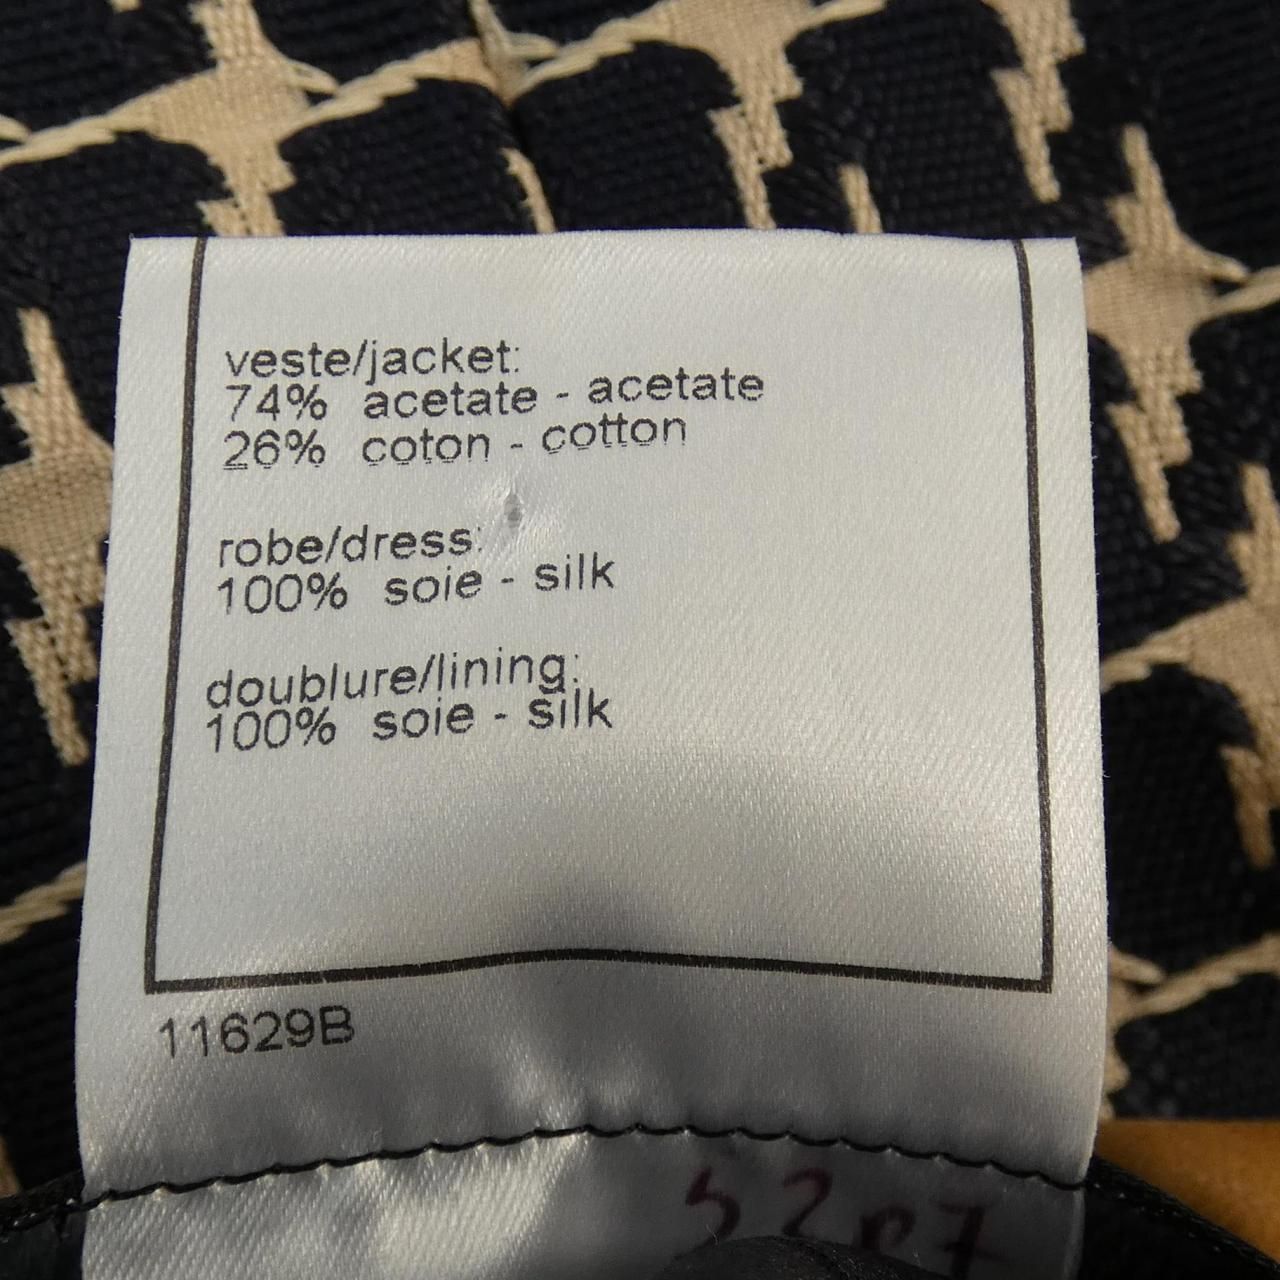 veste/jacket:
74% acetate - acetate
26% coton - cotton
robe/dress:
100% soie - silk
doublure/lining:
100% soie - silk
11629B